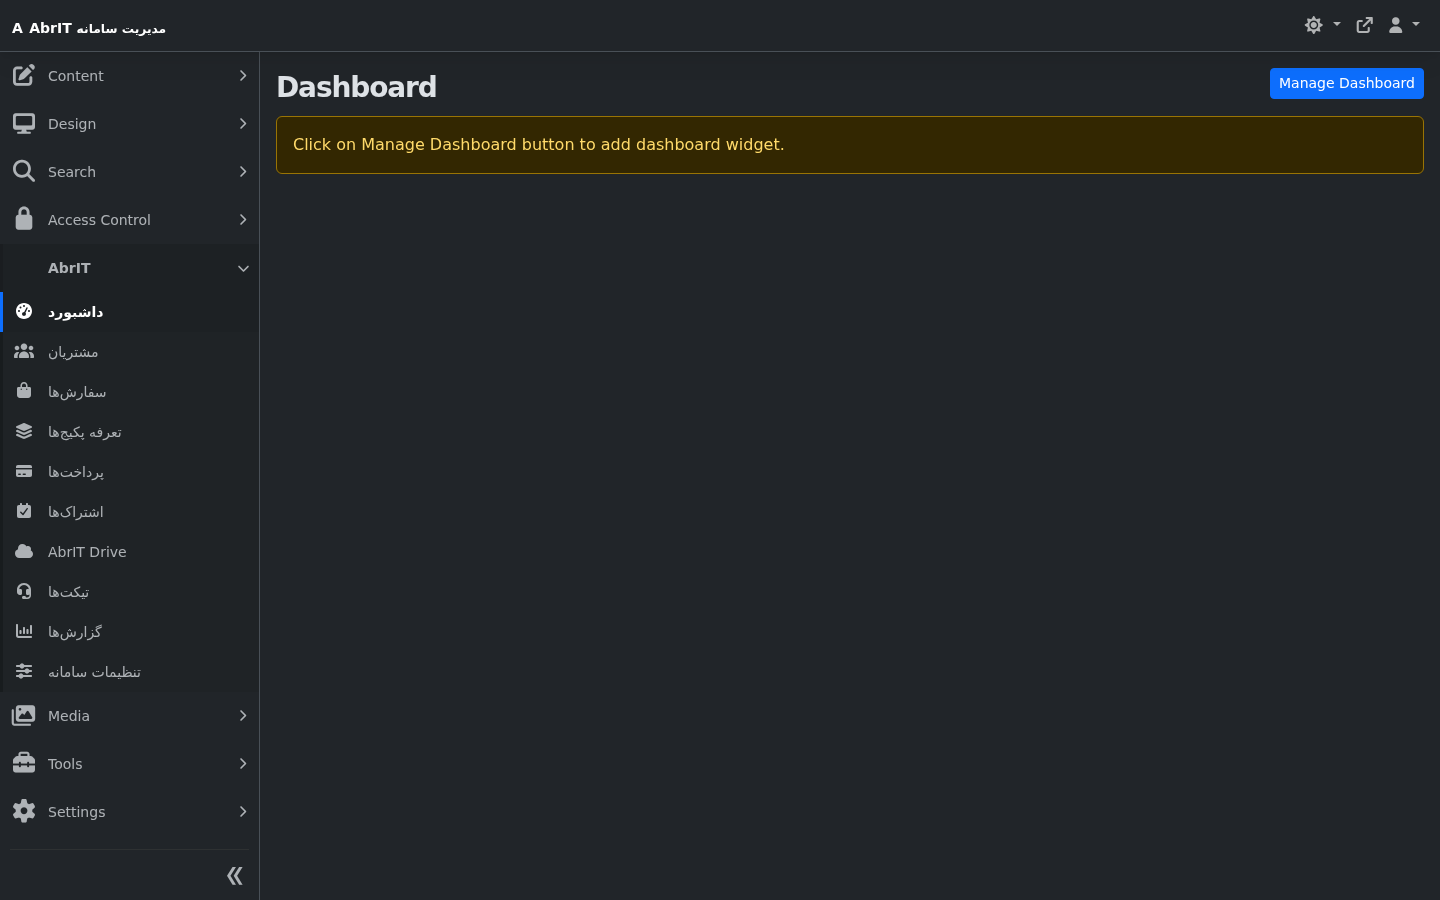 A AbrIT مدیریت سامانه
Content
Design
Search
Access Control
AbrIT
داشبورد
مشتریان
سفارش‌ها
تعرفه پکیج‌ها
پرداخت‌ها
اشتراک‌ها
AbrIT Drive
تیکت‌ها
گزارش‌ها
تنظیمات سامانه
Media
Tools
Settings
Dashboard
Manage Dashboard
Click on Manage Dashboard button to add dashboard widget.